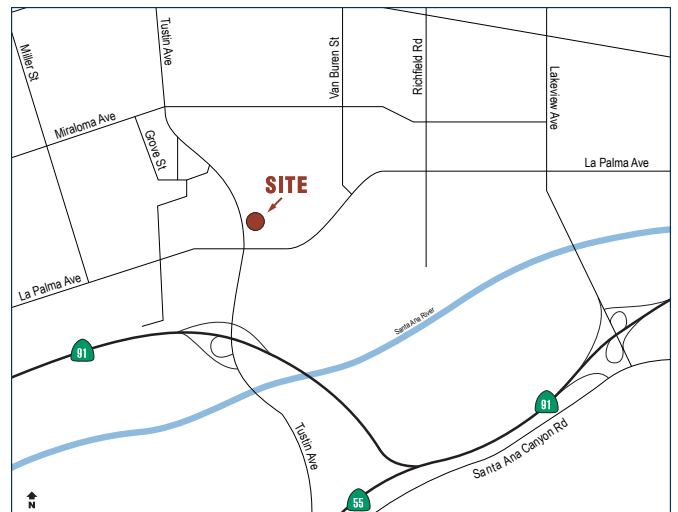 Miller St
Tustin Ave
Van Buren St
Richfield Rd
Lakeview Ave
Miraloma Ave
Grove St
La Palma Ave
SITE
La Palma Ave
Santa Ana River
91
91
Tustin Ave
Santa Ana Canyon Rd
55
N